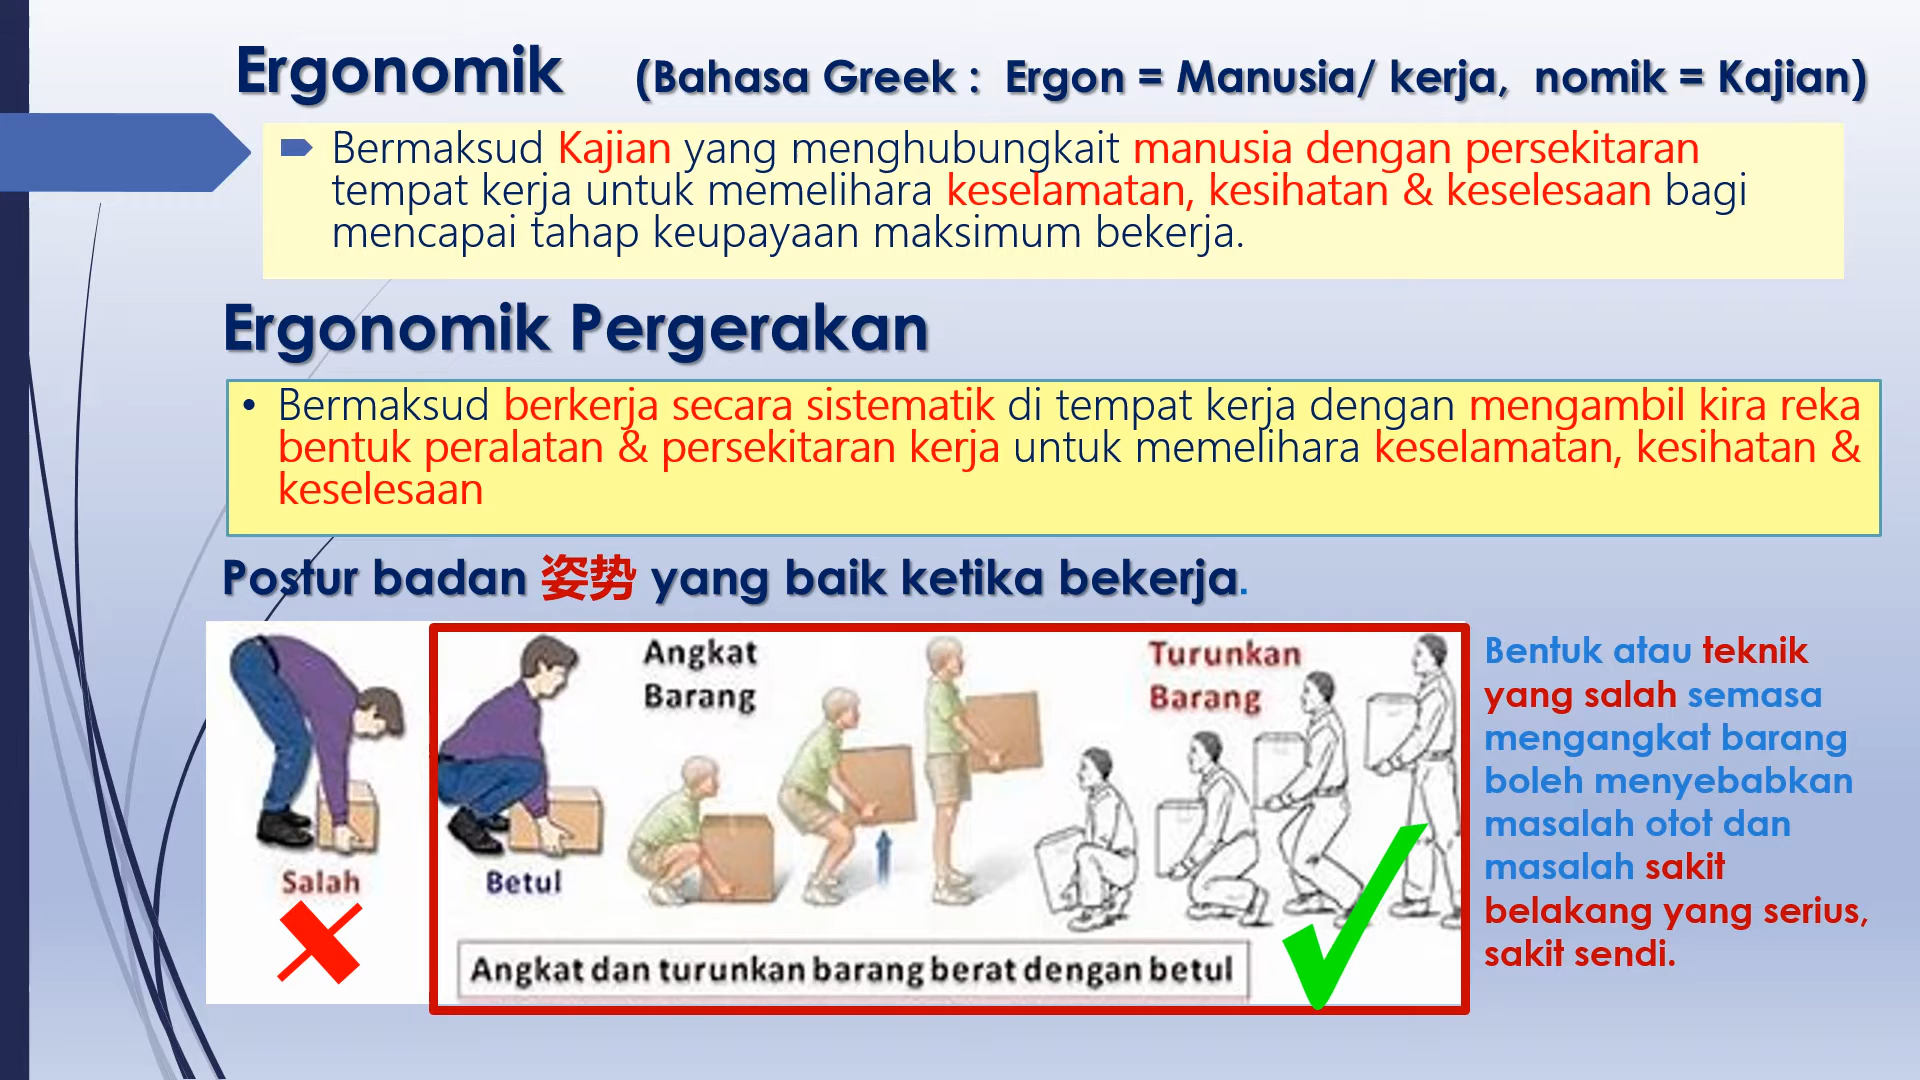 Ergonomik (Bahasa Greek : Ergon = Manusia/ kerja, nomik = Kajian)
Bermaksud Kajian yang menghubungkait manusia dengan persekitaran
tempat kerja untuk memelihara keselamatan, kesihatan & keselesaan bagi
mencapai tahap keupayaan maksimum bekerja.
Ergonomik Pergerakan
• Bermaksud berkerja secara sistematik di tempat kerja dengan mengambil kira reka
bentuk peralatan & persekitaran kerja untuk memelihara keselamatan, kesihatan &
keselesaan
Postur badan 姿势 yang baik ketika bekerja.
Salah
Betul
Angkat
Barang
Turunkan
Barang
Angkat dan turunkan barang berat dengan betul
Bentuk atau teknik
yang salah semasa
mengangkat barang
boleh menyebabkan
masalah otot dan
masalah sakit
belakang yang serius,
sakit sendi.